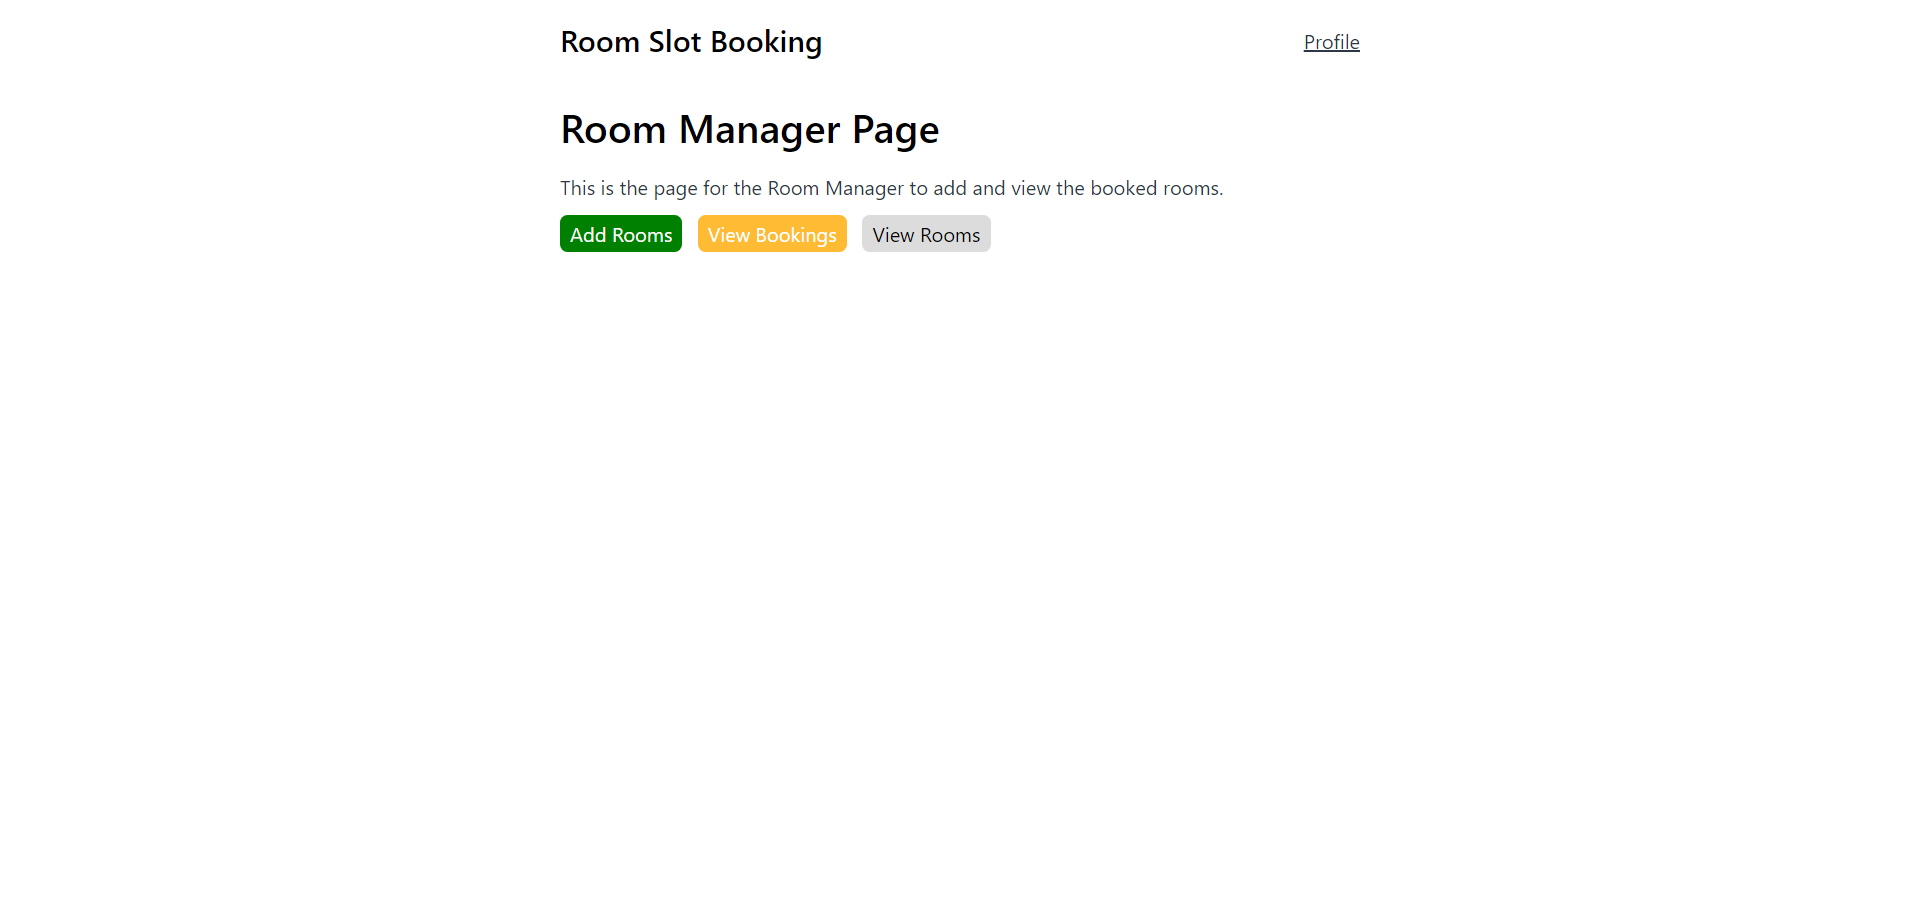 Room Slot Booking Profile
Room Manager Page
This is the page for the Room Manager to add and view the booked rooms.
Add Rooms View Bookings View Rooms